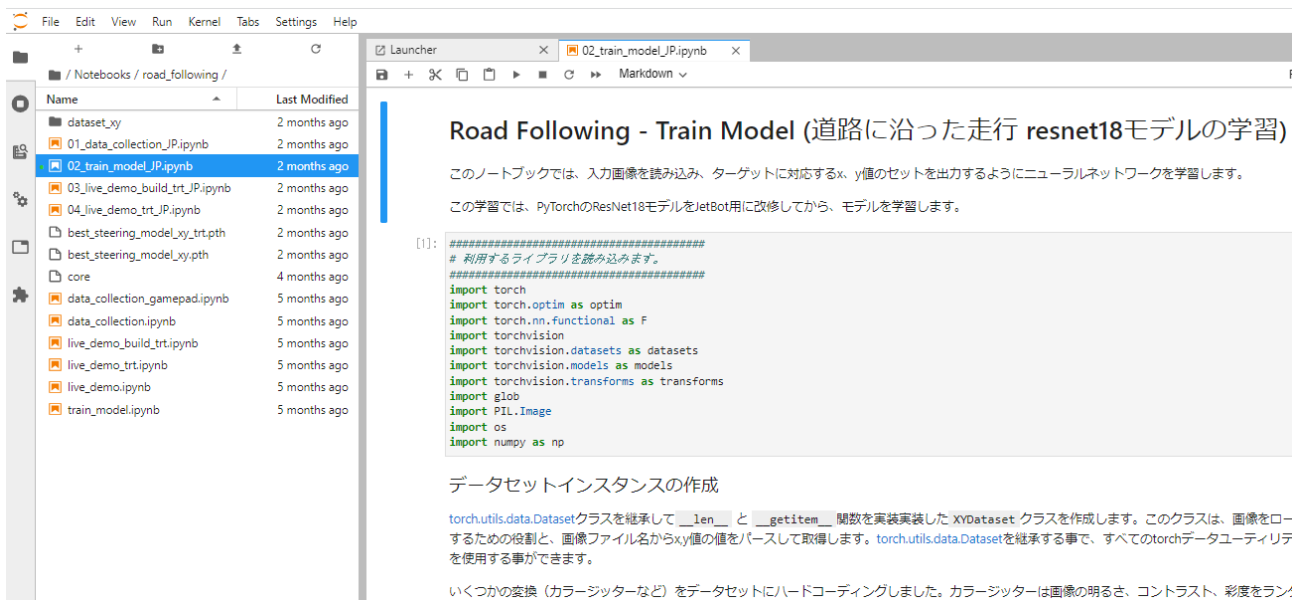 File Edit View Run Kernel Tabs Settings Help
/ Notebooks / road_following /
Name Last Modified
dataset_xy 2 months ago
01_data_collection_JP.ipynb 2 months ago
02_train_model_JP.ipynb 2 months ago
03_live_demo_build_trt_JP.ipynb 2 months ago
04_live_demo_trt_JP.ipynb 2 months ago
best_steering_model_xy_trt.pth 2 months ago
best_steering_model_xy.pth 2 months ago
core 4 months ago
data_collection_gamepad.ipynb 5 months ago
data_collection.ipynb 5 months ago
live_demo_build_trt.ipynb 5 months ago
live_demo_trt.ipynb 5 months ago
live_demo.ipynb 5 months ago
train_model.ipynb 5 months ago
Launcher
02_train_model_JP.ipynb
Markdown
Road Following - Train Model (道路に沿った走行 resnet18モデルの学習)
このノートブックでは、入力画像を読み込み、ターゲットに対応するx、y値のセットを出力するようにニューラルネットワークを学習します。
この学習では、PyTorchのResNet18モデルをJetBot用に改修してから、モデルを学習します。
[1]:
########################################
# 利用するライブラリを読み込みます。
########################################
import torch
import torch.optim as optim
import torch.nn.functional as F
import torchvision
import torchvision.datasets as datasets
import torchvision.models as models
import torchvision.transforms as transforms
import glob
import PIL.Image
import os
import numpy as np
データセットインスタンスの作成
torch.utils.data.Datasetクラスを継承して __len__ と __getitem__ 関数を実装実装した XYDataset クラスを作成します。このクラスは、画像をロー
するための役割と、画像ファイル名からx,y値の値をパースして取得します。torch.utils.data.Datasetを継承する事で、すべてのtorchデータユーティリテ
を使用する事ができます。
いくつかの変換（カラージッターなど）をデータセットにハードコーディングしました。カラージッターは画像の明るさ、コントラスト、彩度をラン